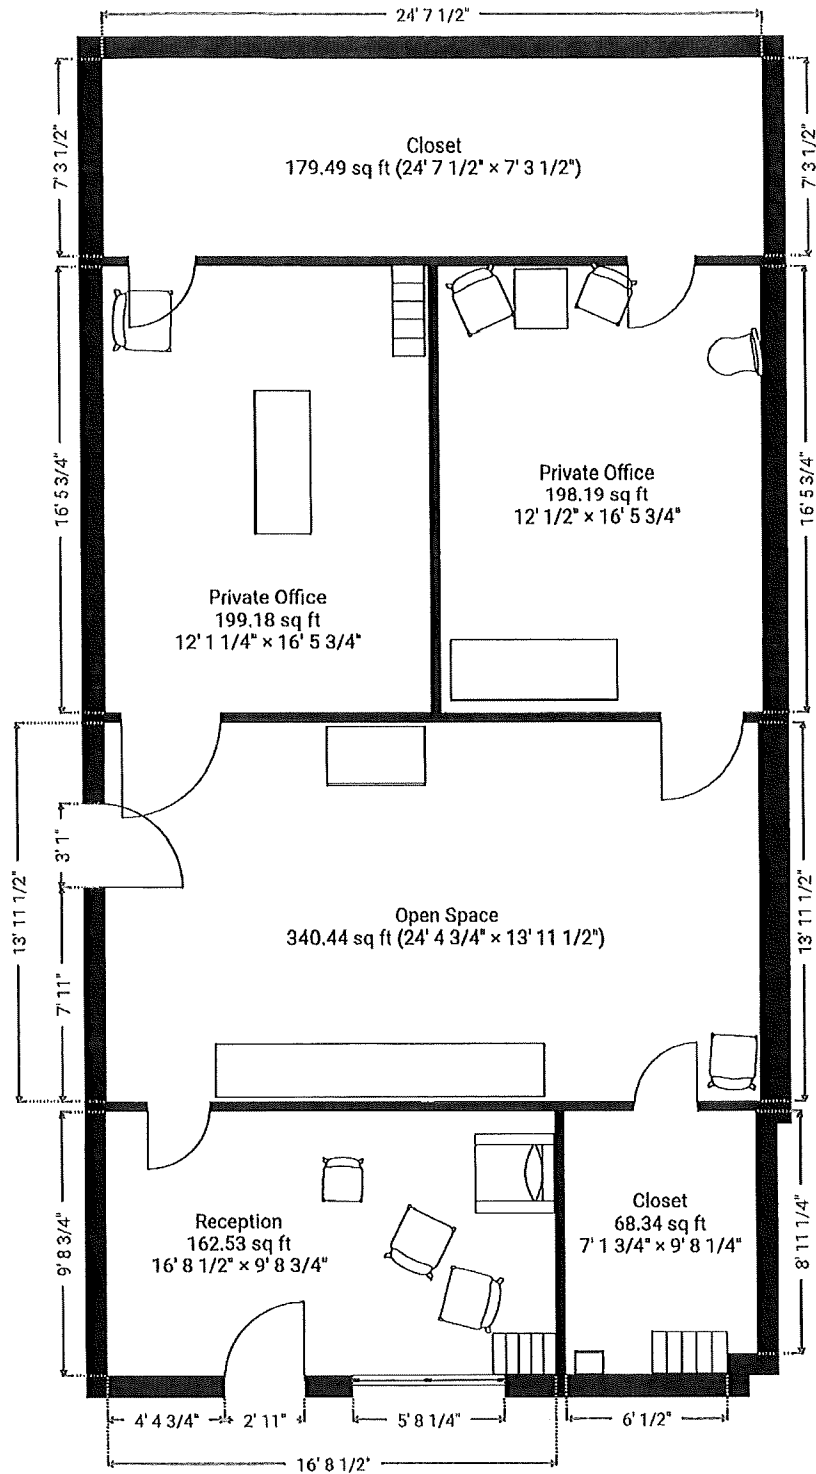 24' 7 1/2"
7' 3 1/2"
7' 3 1/2"
Closet
179.49 sq ft (24' 7 1/2" × 7' 3 1/2")
16' 5 3/4"
16' 5 3/4"
Private Office
198.19 sq ft
12' 1/2" × 16' 5 3/4"
Private Office
199.18 sq ft
12' 1 1/4" × 16' 5 3/4"
3' 1"
13' 11 1/2"
13' 11 1/2"
Open Space
340.44 sq ft (24' 4 3/4" × 13' 11 1/2")
7' 11"
9' 8 3/4"
Reception
162.53 sq ft
16' 8 1/2" × 9' 8 3/4"
Closet
68.34 sq ft
7' 1 3/4" × 9' 8 1/4"
8' 11 1/4"
4' 4 3/4"
2' 11"
5' 8 1/4"
6' 1/2"
16' 8 1/2"